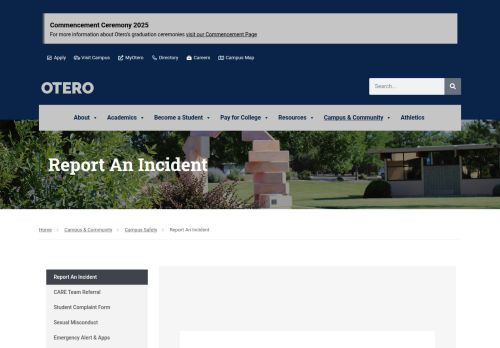 Commencement Ceremony 2025
For more information about Otero's graduation ceremonies visit our Commencement Page
Apply Visit Campus MyOtero Directory Careers Campus Map
OTERO
Search...
About Academics Become a Student Pay for College Resources Campus & Community Athletics
Report An Incident
Home Campus & Community Campus Safety Report An Incident
Report An Incident
CARE Team Referral
Student Complaint Form
Sexual Misconduct
Emergency Alert & Apps